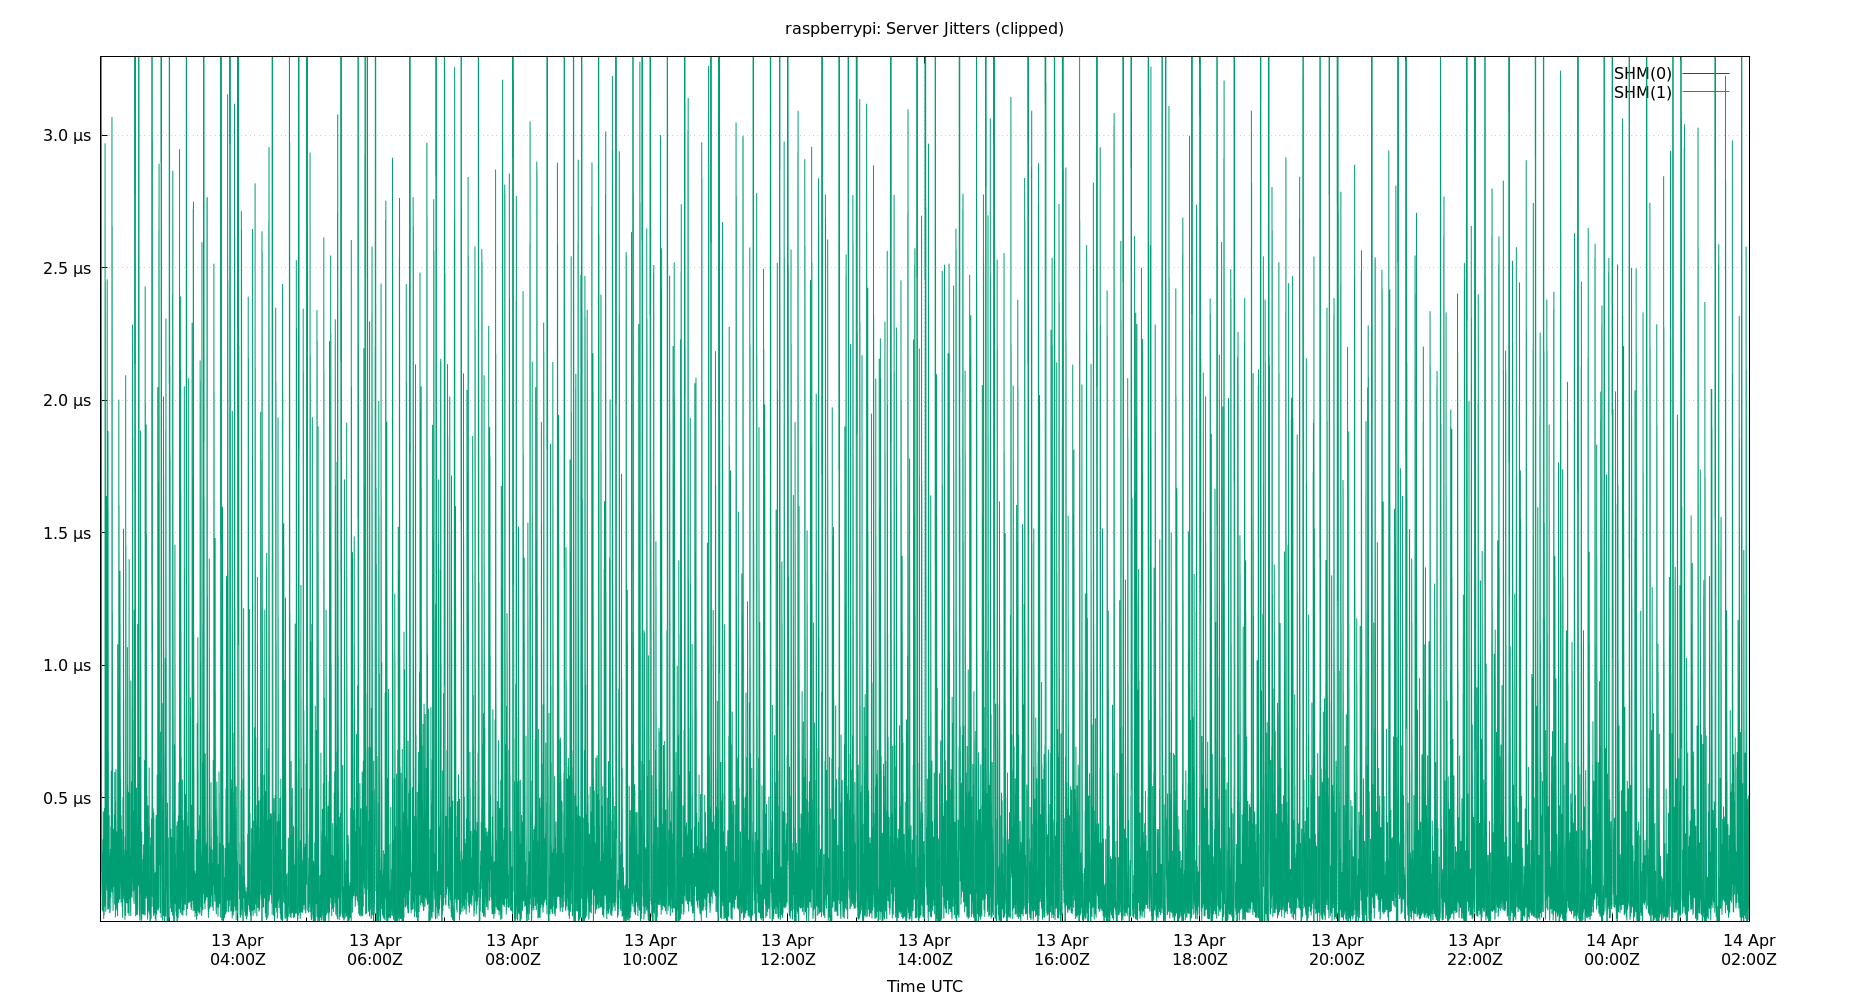 raspberrypi: Server Jitters (clipped)
SHM(0)
SHM(1)
3.0 µs
2.5 µs
2.0 µs
1.5 µs
1.0 µs
0.5 µs
13 Apr 13 Apr 13 Apr 13 Apr 13 Apr 13 Apr 13 Apr 13 Apr 13 Apr 13 Apr 14 Apr 14 Apr
04:00Z 06:00Z 08:00Z 10:00Z 12:00Z 14:00Z 16:00Z 18:00Z 20:00Z 22:00Z 00:00Z 02:00Z
Time UTC